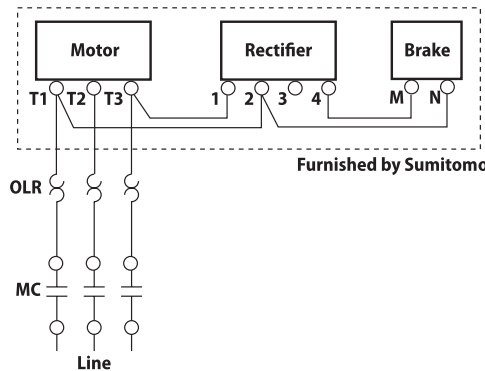 Motor Rectifier Brake
T1 T2 T3 1 2 3 4 M N
Furnished by Sumitomo
OLR
MC
Line